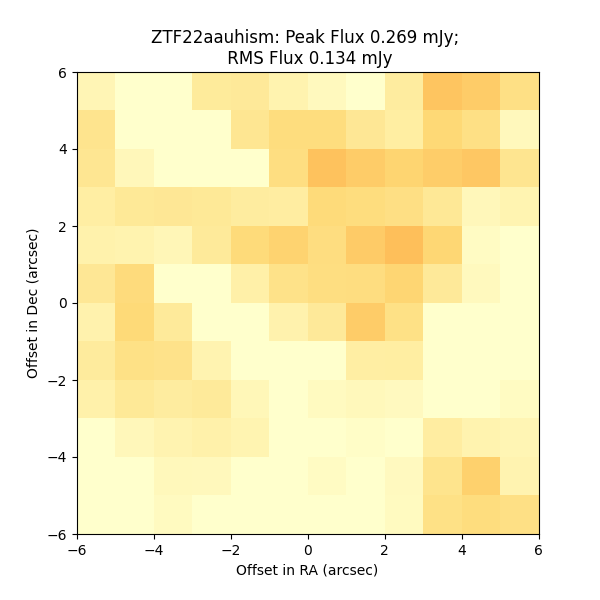 ZTF22aauhism: Peak Flux 0.269 mJy;
RMS Flux 0.134 mJy
6
4
2
0
−2
−4
−6
Offset in Dec (arcsec)
−6 −4 −2 0 2 4 6
Offset in RA (arcsec)